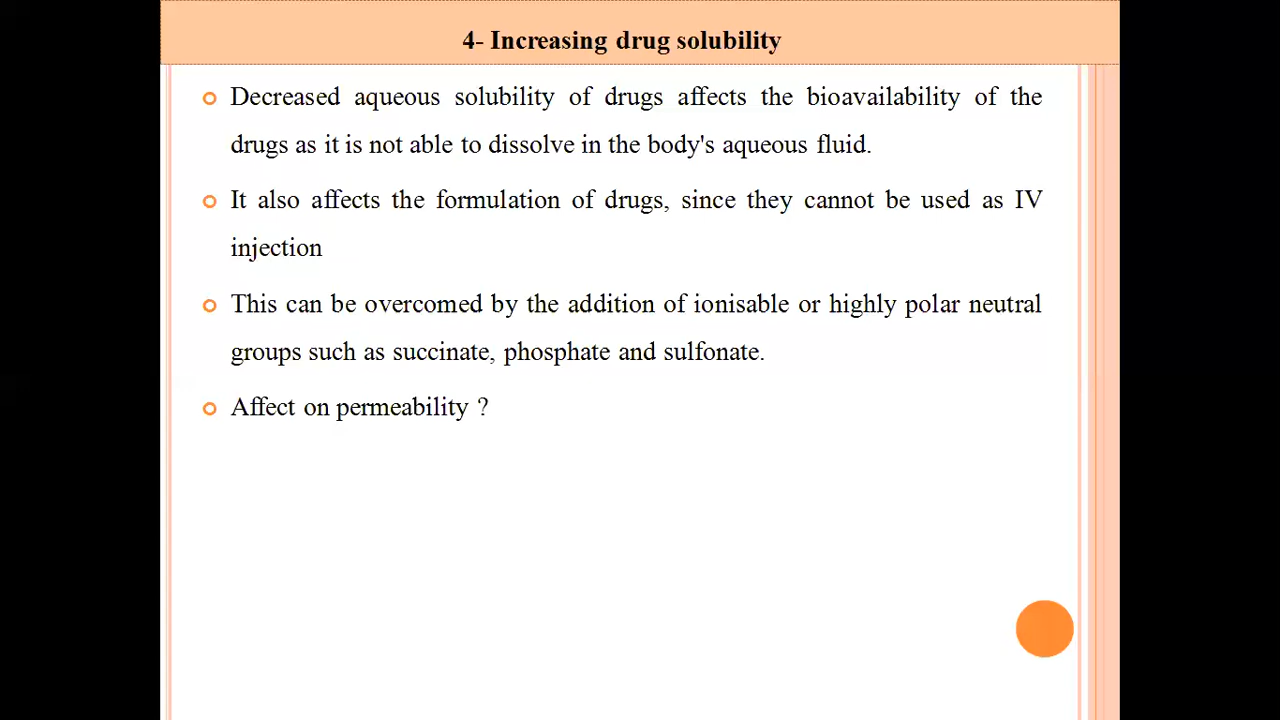 4- Increasing drug solubility
Decreased aqueous solubility of drugs affects the bioavailability of the
drugs as it is not able to dissolve in the body's aqueous fluid.
It also affects the formulation of drugs, since they cannot be used as IV
injection
This can be overcomed by the addition of ionisable or highly polar neutral
groups such as succinate, phosphate and sulfonate.
Affect on permeability ?